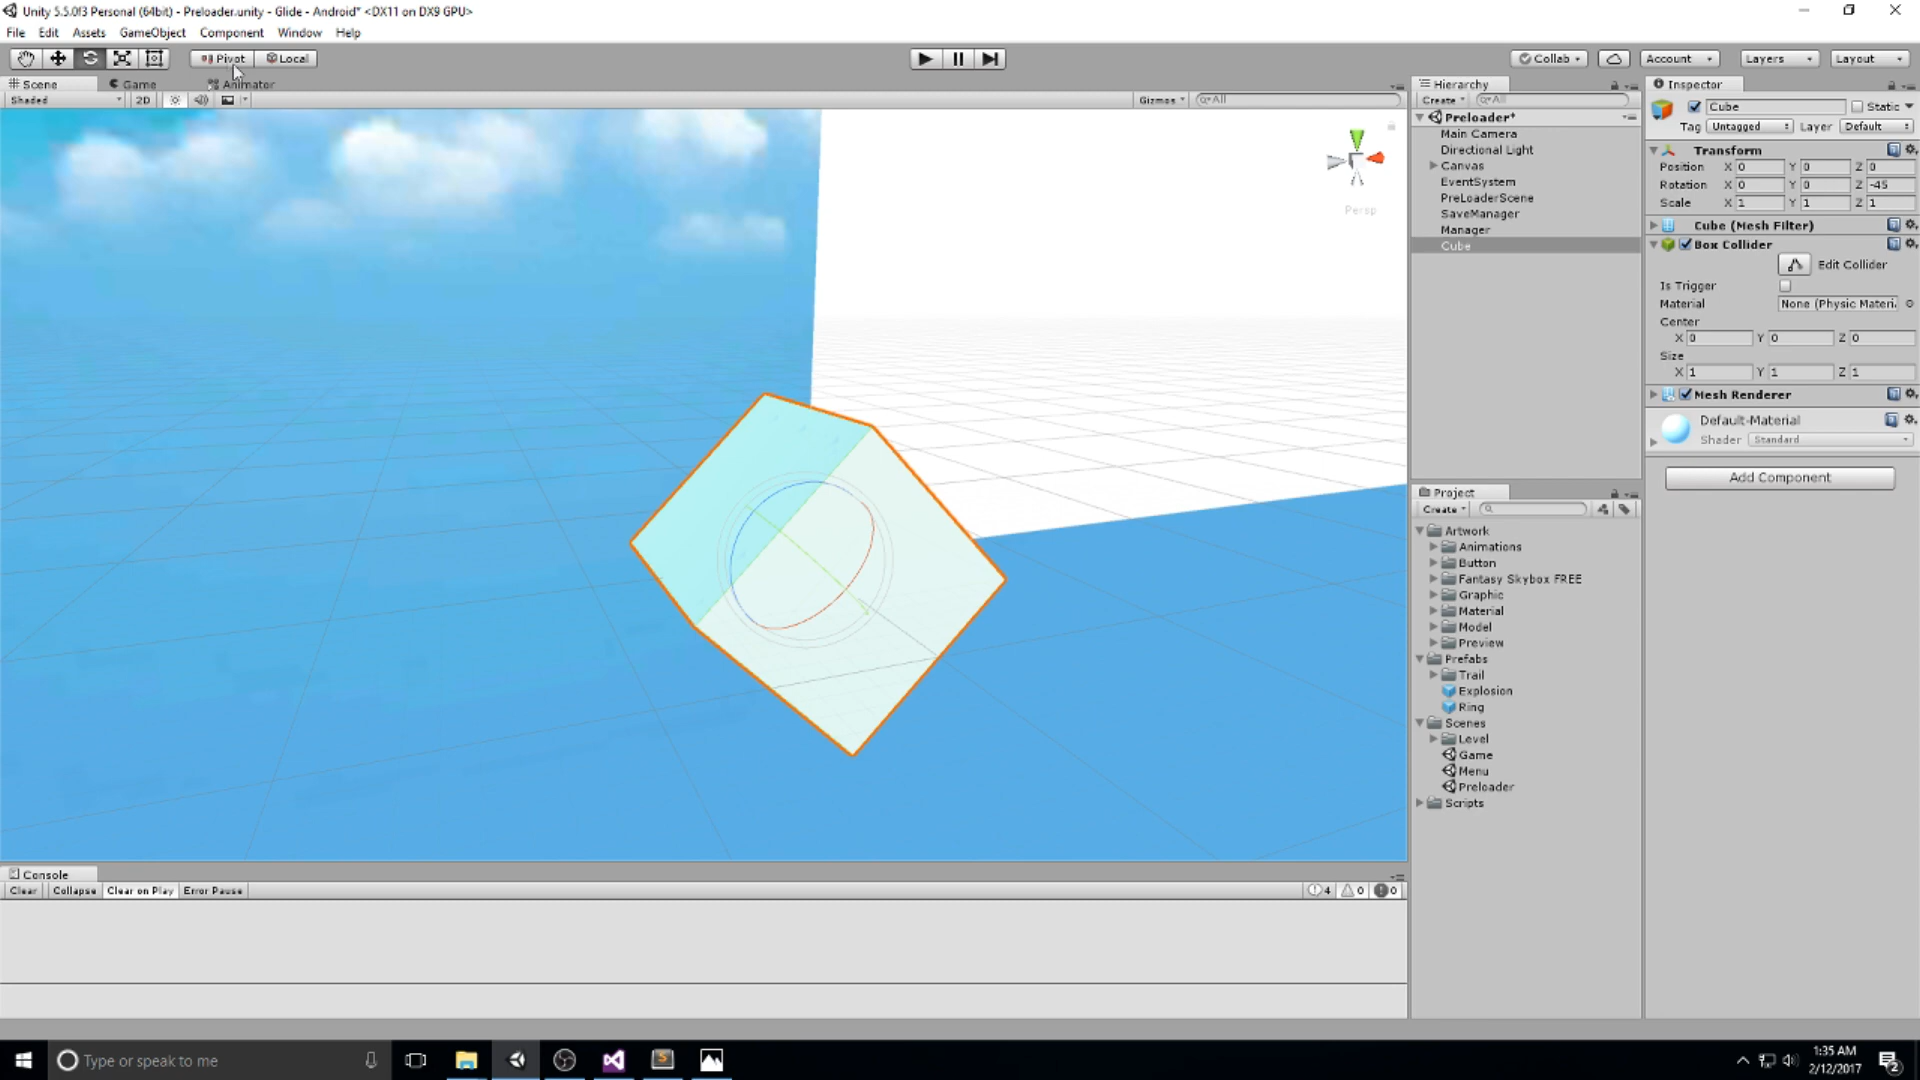 Unity 5.5.0f3 Personal (64bit) - Preloader.unity - Glide - Android* <DX11 on DX9 GPU>
File Edit Assets GameObject Component Window Help
Pivot Local Collab Account Layers Layout
Scene Game Animator
Shaded 2D Gizmos All
Persp
Hierarchy
Create All
Preloader*
Main Camera
Directional Light
Canvas
EventSystem
PreLoaderScene
SaveManager
Manager
Cube
Project
Create
Artwork
Animations
Button
Fantasy Skybox FREE
Graphic
Material
Model
Preview
Prefabs
Trail
Explosion
Ring
Scenes
Level
Game
Menu
Preloader
Scripts
Inspector
Cube Static
Tag Untagged Layer Default
Transform
Position X 0 Y 0 Z 0
Rotation X 0 Y 0 Z -45
Scale X 1 Y 1 Z 1
Cube (Mesh Filter)
Box Collider
Edit Collider
Is Trigger
Material None (Physic Materi
Center
X 0 Y 0 Z 0
Size
X 1 Y 1 Z 1
Mesh Renderer
Default-Material
Shader Standard
Add Component
Console
Clear Collapse Clear on Play Error Pause 4 0 0
Type or speak to me
1:35 AM
2/12/2017
2